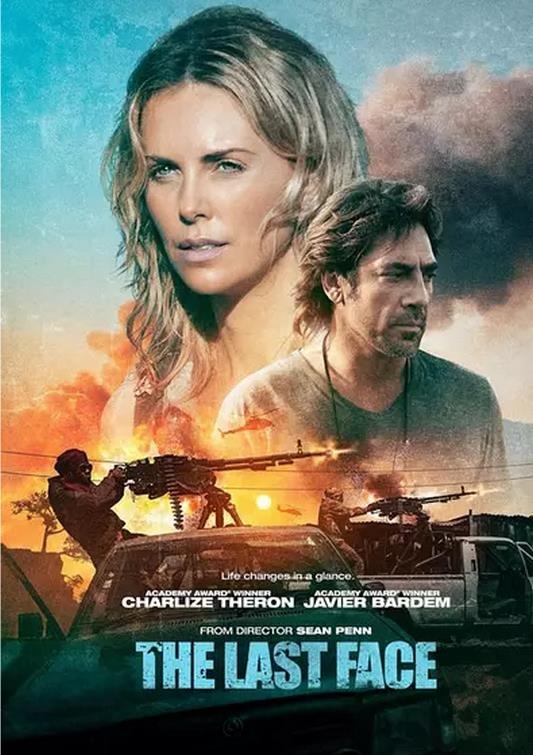 Life changes in a glance.
ACADEMY AWARD® WINNER ACADEMY AWARD® WINNER
CHARLIZE THERON JAVIER BARDEM
FROM DIRECTOR SEAN PENN
THE LAST FACE